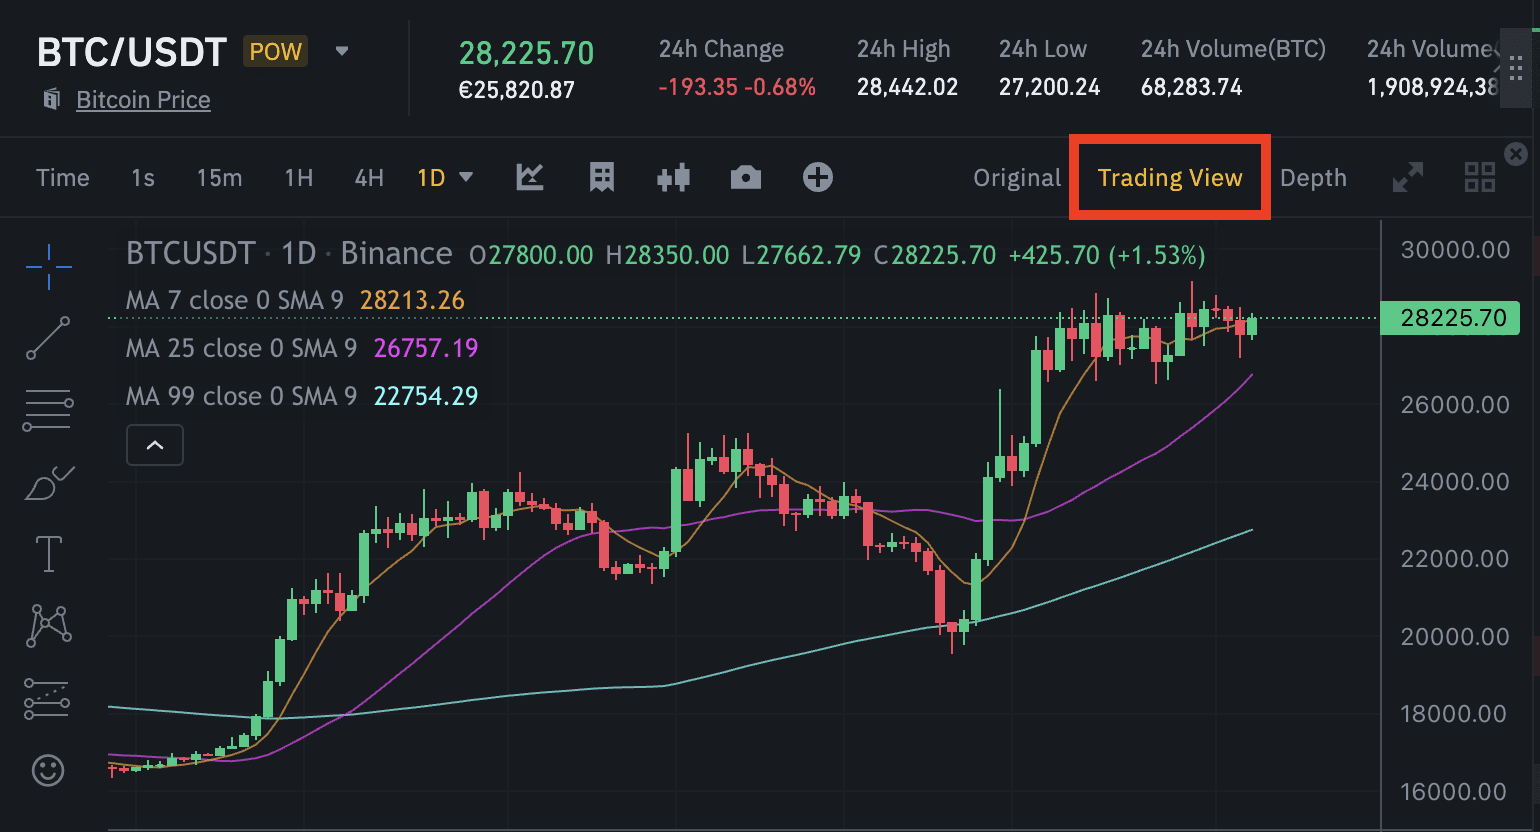 BTC/USDT POW
Bitcoin Price
28,225.70
€25,820.87
24h Change
-193.35 -0.68%
24h High
28,442.02
24h Low
27,200.24
24h Volume(BTC)
68,283.74
24h Volume
1,908,924,38
Time 1s 15m 1H 4H 1D
Original Trading View Depth
BTCUSDT · 1D · Binance O27800.00 H28350.00 L27662.79 C28225.70 +425.70 (+1.53%)
MA 7 close 0 SMA 9 28213.26
MA 25 close 0 SMA 9 26757.19
MA 99 close 0 SMA 9 22754.29
30000.00
28225.70
26000.00
24000.00
22000.00
20000.00
18000.00
16000.00